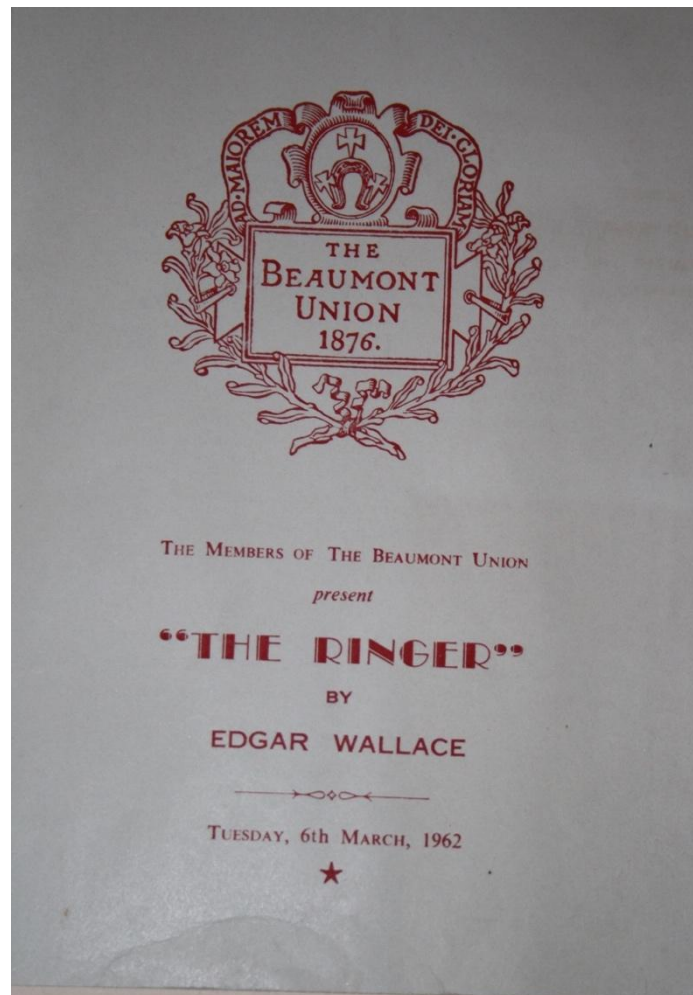 AD·MAIOREM DEI·GLORIAM
THE
BEAUMONT
UNION
1876.
THE MEMBERS OF THE BEAUMONT UNION
present
“THE RINGER”
BY
EDGAR WALLACE
TUESDAY, 6th MARCH, 1962